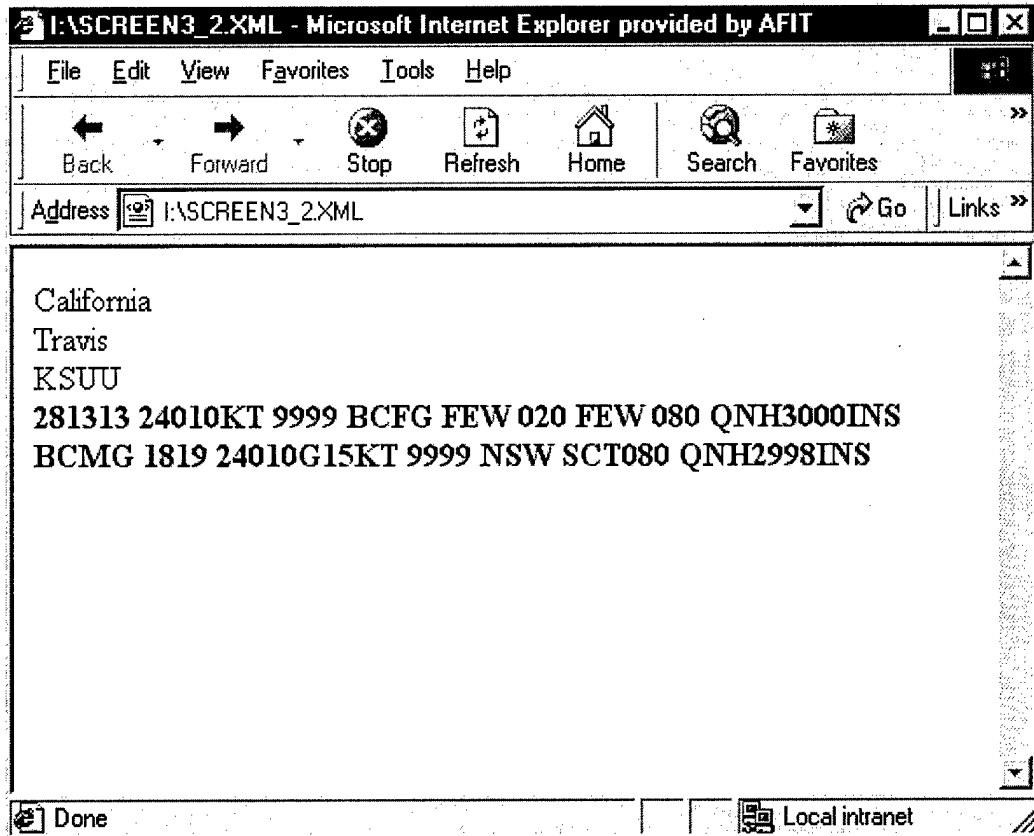 I:\SCREEN3_2.XML - Microsoft Internet Explorer provided by AFIT
File Edit View Favorites Tools Help
Back Forward Stop Refresh Home Search Favorites »
Address I:\SCREEN3_2.XML Go Links »
California
Travis
KSUU
281313 24010KT 9999 BCFG FEW 020 FEW 080 QNH3000INS
BCMG 1819 24010G15KT 9999 NSW SCT080 QNH2998INS
Done Local intranet